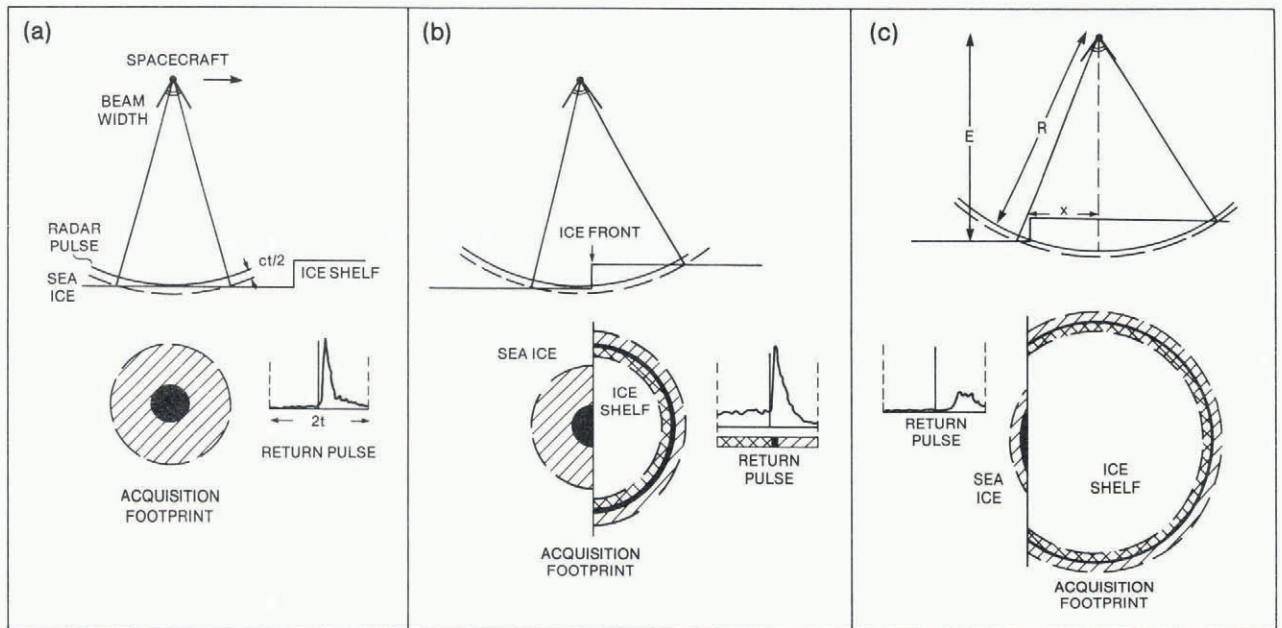 (a)
SPACECRAFT
BEAM
WIDTH
RADAR
PULSE
SEA
ICE
ct/2
ICE SHELF
2t
RETURN PULSE
ACQUISITION
FOOTPRINT
(b)
ICE FRONT
SEA ICE
ICE
SHELF
RETURN
PULSE
ACQUISITION
FOOTPRINT
(c)
E
R
x
RETURN
PULSE
SEA
ICE
ICE
SHELF
ACQUISITION
FOOTPRINT